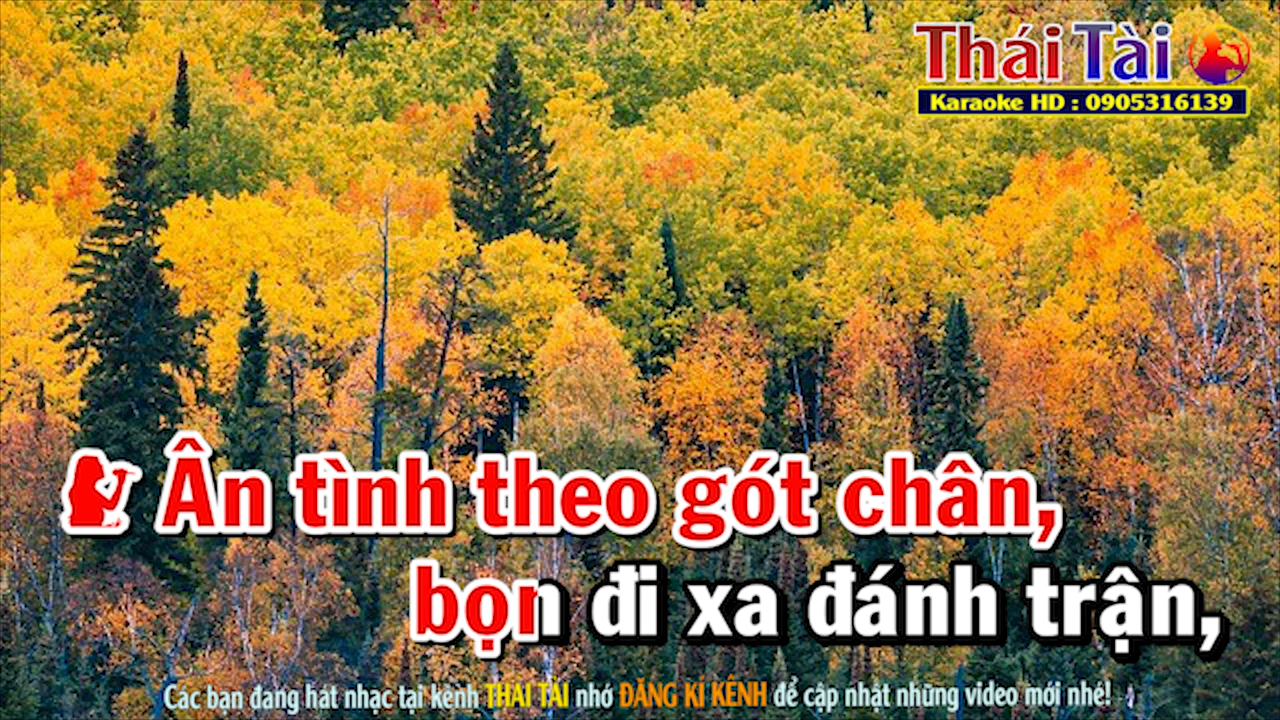 Thái Tài
Karaoke HD : 0905316139
Ân tình theo gót chân,
bọn đi xa đánh trận,
Các bạn đang hát nhạc tại kênh THÁI TÀI nhớ ĐĂNG KÍ KÊNH để cập nhật những video mới nhé!